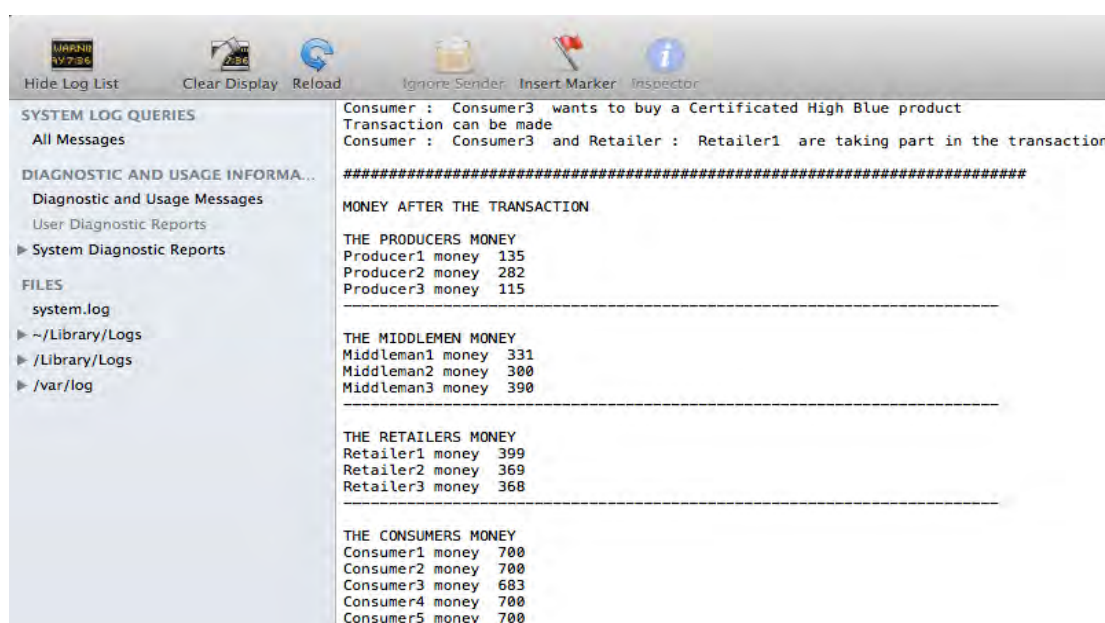 WARNIN
AY7:36
7:36
Hide Log List
Clear Display
Reload
Ignore Sender
Insert Marker
Inspector
SYSTEM LOG QUERIES
All Messages
DIAGNOSTIC AND USAGE INFORMA...
Diagnostic and Usage Messages
User Diagnostic Reports
System Diagnostic Reports
FILES
system.log
~/Library/Logs
/Library/Logs
/var/log
Consumer : Consumer3 wants to buy a Certificated High Blue product
Transaction can be made
Consumer : Consumer3 and Retailer : Retailer1 are taking part in the transaction
###########################################################################
MONEY AFTER THE TRANSACTION
THE PRODUCERS MONEY
Producer1 money 135
Producer2 money 282
Producer3 money 115
------------------------------------------------------------------------
THE MIDDLEMEN MONEY
Middleman1 money 331
Middleman2 money 300
Middleman3 money 390
------------------------------------------------------------------------
THE RETAILERS MONEY
Retailer1 money 399
Retailer2 money 369
Retailer3 money 368
------------------------------------------------------------------------
THE CONSUMERS MONEY
Consumer1 money 700
Consumer2 money 700
Consumer3 money 683
Consumer4 money 700
Consumer5 money 700